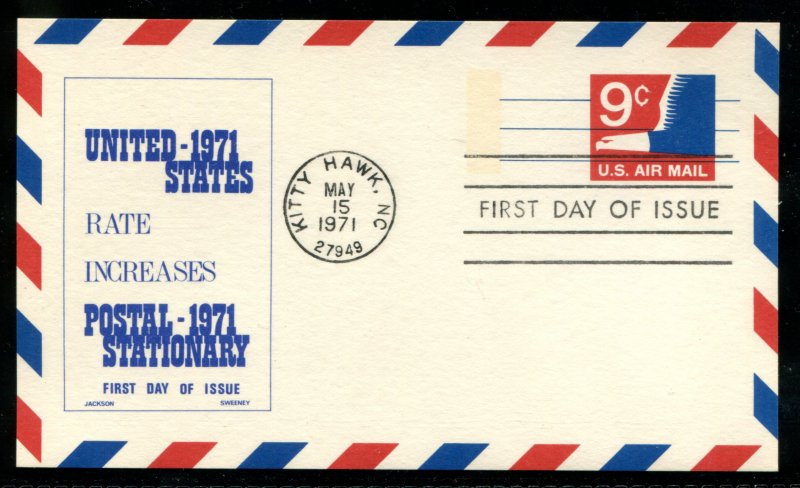 UNITED-1971
STATES
RATE
INCREASES
POSTAL-1971
STATIONARY
FIRST DAY OF ISSUE
JACKSON SWEENEY
KITTY HAWK, NC
MAY
15
1971
27949
9c
U.S. AIR MAIL
FIRST DAY OF ISSUE